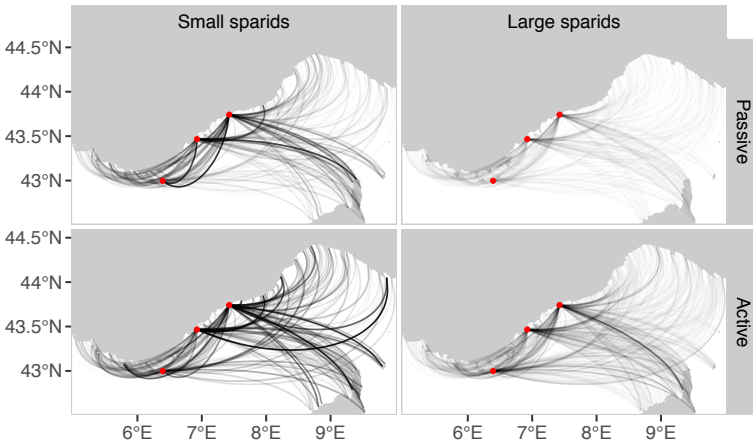 Small sparids
Large sparids
44.5°N
44°N
43.5°N
43°N
Passive
44.5°N
44°N
43.5°N
43°N
Active
6°E
7°E
8°E
9°E
6°E
7°E
8°E
9°E